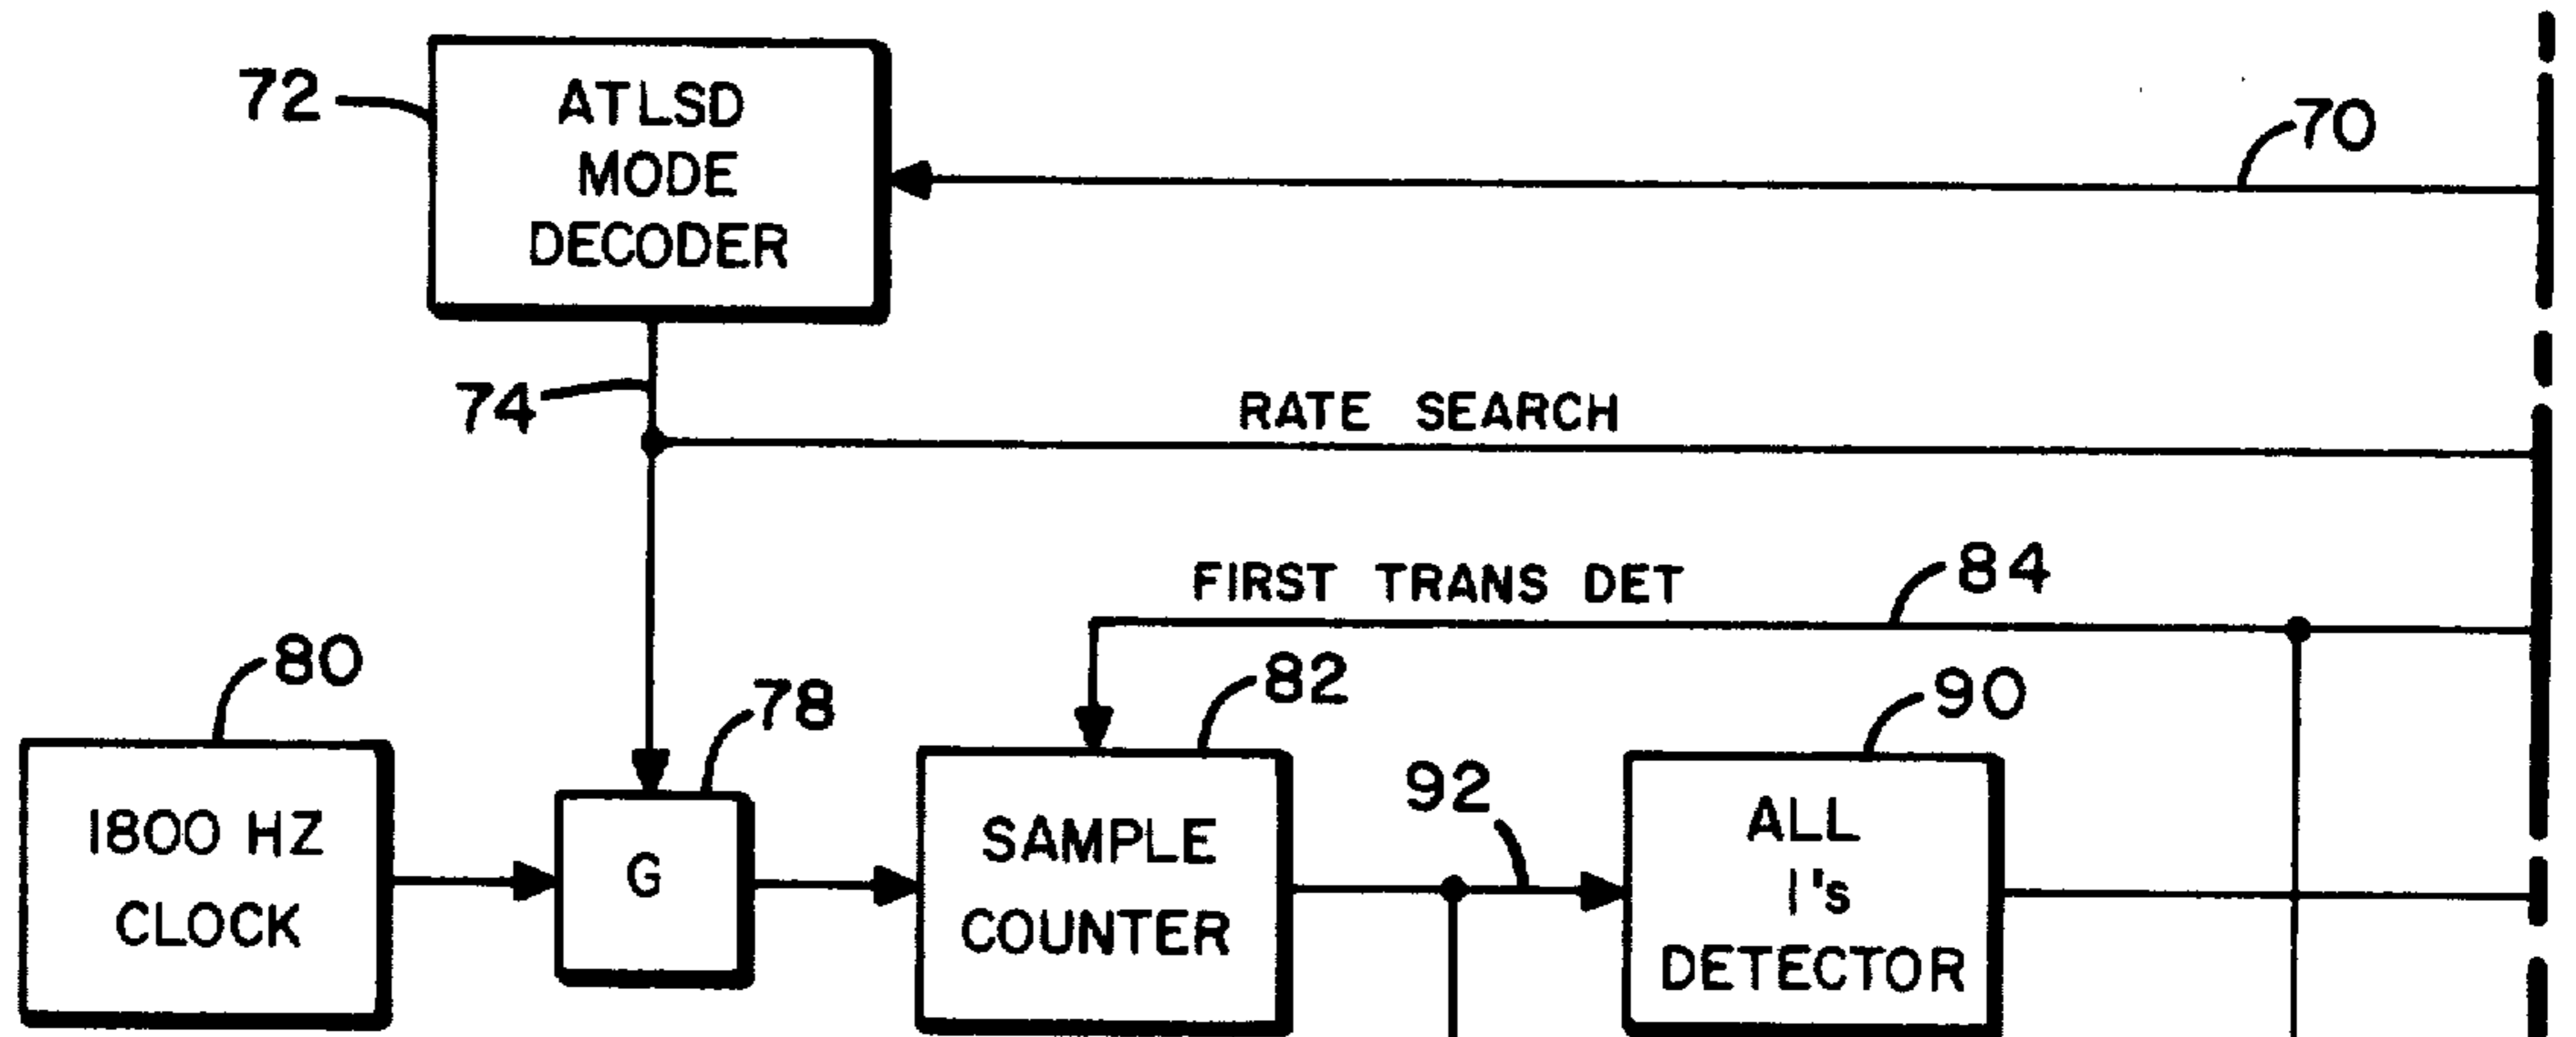 72
ATLSD
MODE
DECODER
70
74
RATE SEARCH
FIRST TRANS DET
84
80
78
82
90
1800 HZ
CLOCK
G
SAMPLE
COUNTER
92
ALL
1's
DETECTOR